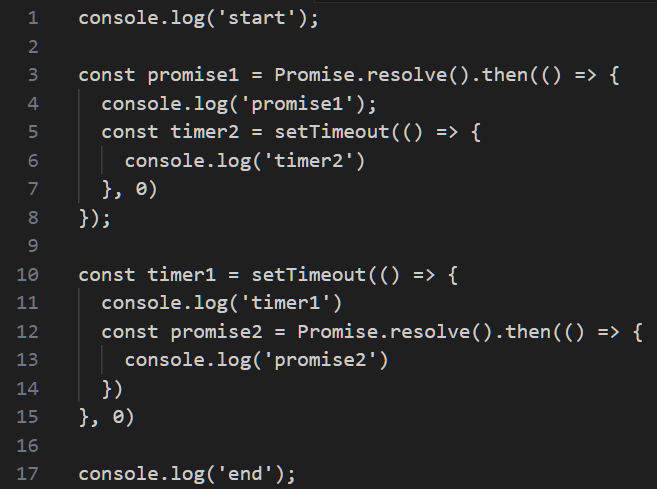 1 console.log('start');
2
3 const promise1 = Promise.resolve().then(() => {
4   console.log('promise1');
5   const timer2 = setTimeout(() => {
6     console.log('timer2')
7   }, 0)
8 });
9
10 const timer1 = setTimeout(() => {
11   console.log('timer1')
12   const promise2 = Promise.resolve().then(() => {
13     console.log('promise2')
14   })
15 }, 0)
16
17 console.log('end');